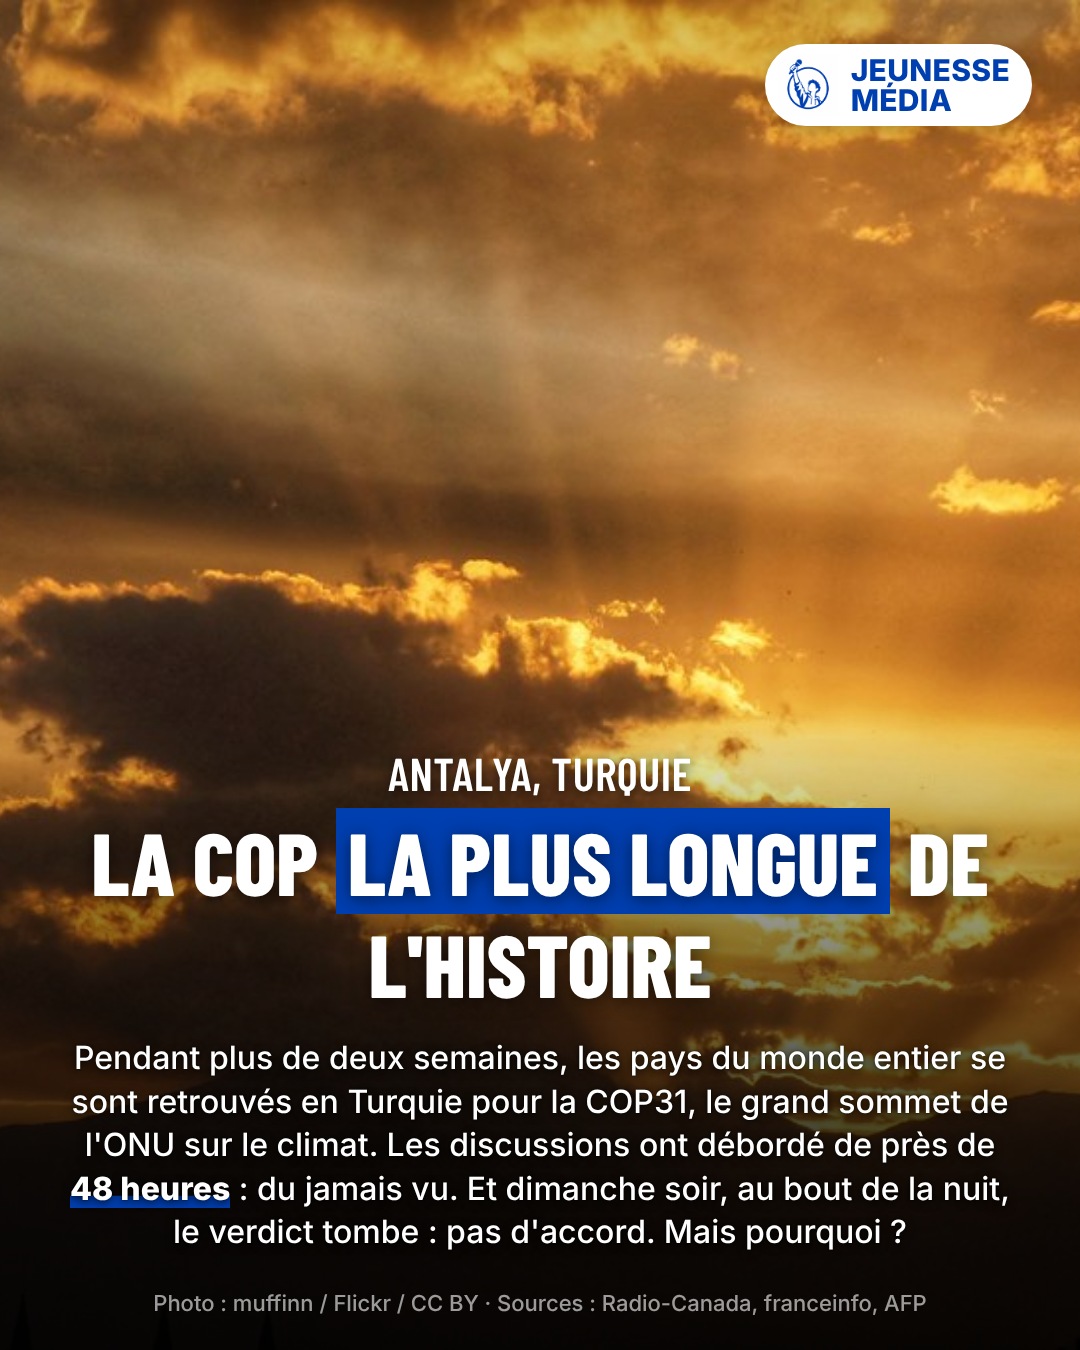 JEUNESSE
MÉDIA
ANTALYA, TURQUIE
LA COP LA PLUS LONGUE DE
L'HISTOIRE
Pendant plus de deux semaines, les pays du monde entier se
sont retrouvés en Turquie pour la COP31, le grand sommet de
l'ONU sur le climat. Les discussions ont débordé de près de
48 heures : du jamais vu. Et dimanche soir, au bout de la nuit,
le verdict tombe : pas d'accord. Mais pourquoi ?
Photo : muffinn / Flickr / CC BY · Sources : Radio-Canada, franceinfo, AFP